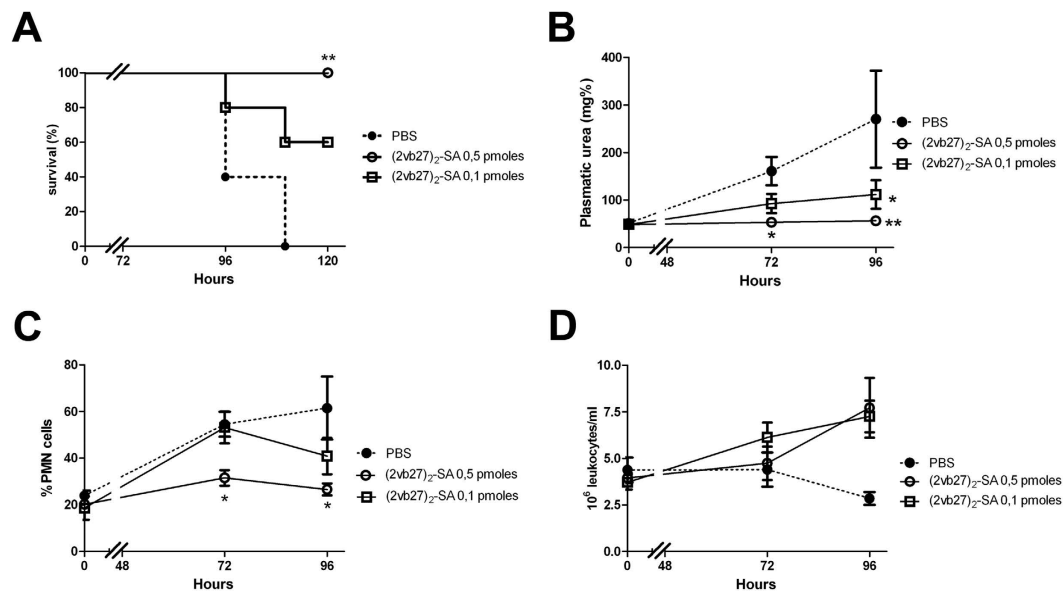 A
**
100
80
60
40
20
0
survival (%)
0
72
96
120
Hours
PBS
(2vb27)2-SA 0,5 pmoles
(2vb27)2-SA 0,1 pmoles
B
400
300
200
100
0
Plasmatic urea (mg%)
*
*
**
0
48
72
96
Hours
PBS
(2vb27)2-SA 0,5 pmoles
(2vb27)2-SA 0,1 pmoles
C
80
60
40
20
0
% PMN cells
*
*
0
48
72
96
Hours
PBS
(2vb27)2-SA 0,5 pmoles
(2vb27)2-SA 0,1 pmoles
D
10.0
7.5
5.0
2.5
0.0
10⁶ leukocytes/ml
0
48
72
96
Hours
PBS
(2vb27)2-SA 0,5 pmoles
(2vb27)2-SA 0,1 pmoles